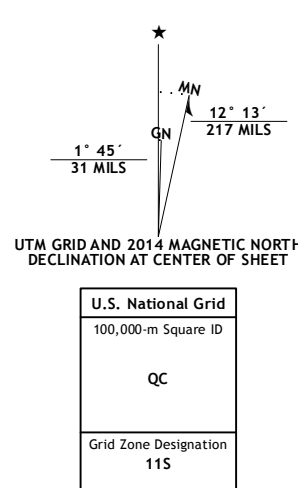 ★
MN
GN
12° 13´
217 MILS
1° 45´
31 MILS
UTM GRID AND 2014 MAGNETIC NORTH
DECLINATION AT CENTER OF SHEET
U.S. National Grid
100,000-m Square ID
QC
Grid Zone Designation
11S